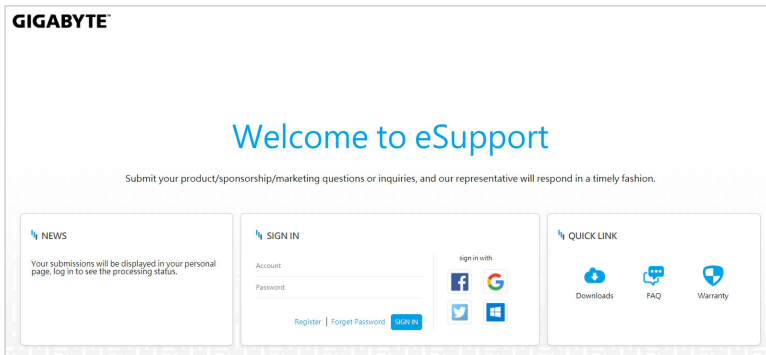 GIGABYTE™
Welcome to eSupport
Submit your product/sponsorship/marketing questions or inquiries, and our representative will respond in a timely fashion.
NEWS
Your submissions will be displayed in your personal
page, log in to see the processing status.
SIGN IN
Account
Password
Register | Forget Password SIGN IN
sign in with
QUICK LINK
Downloads FAQ Warranty